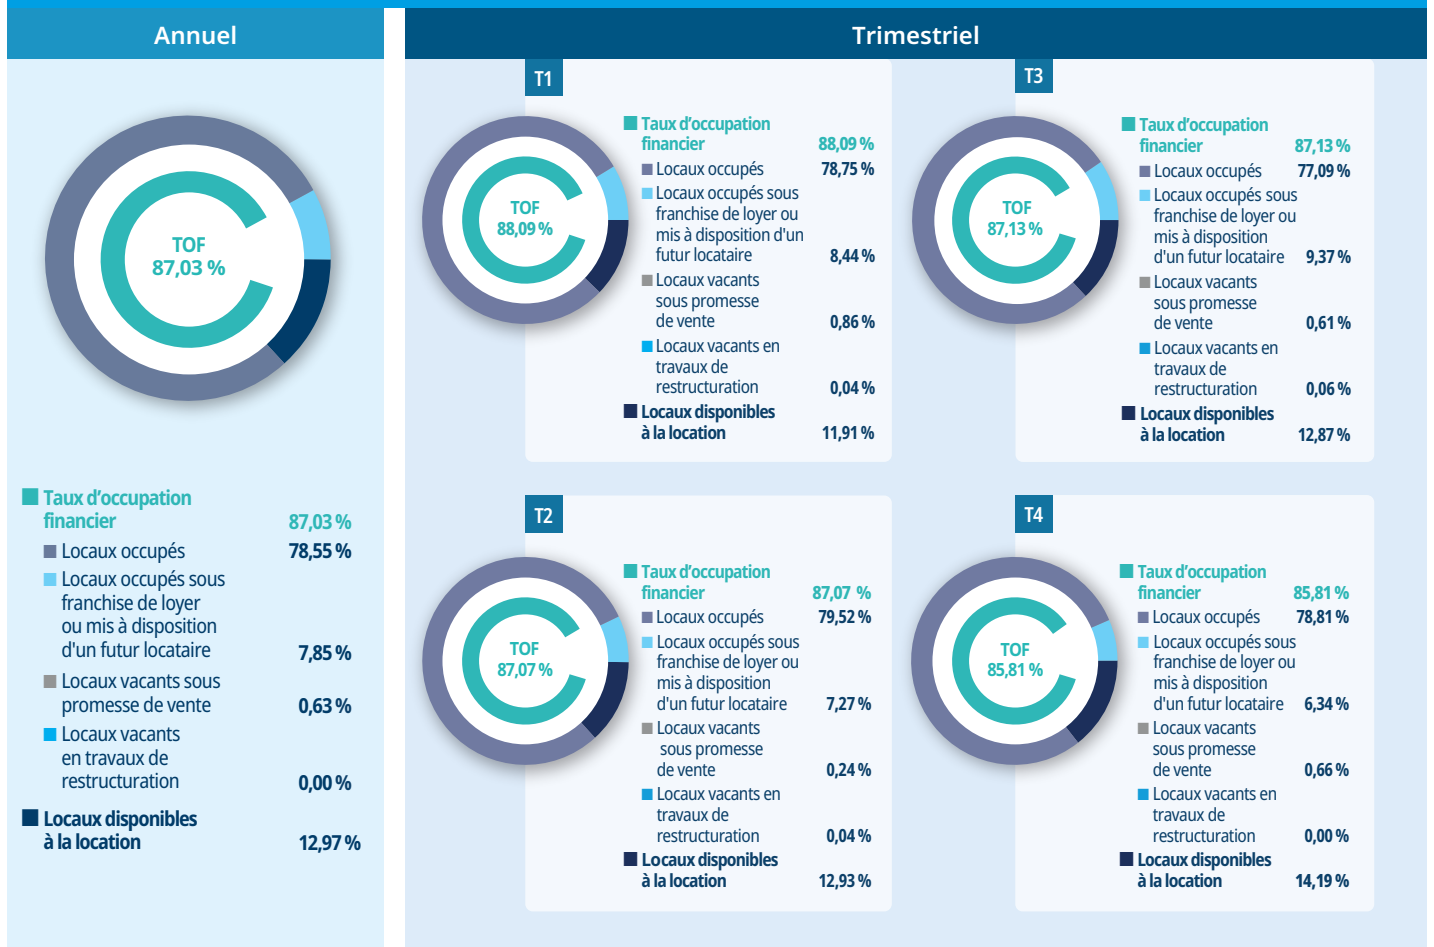 Annuel
TOF
87,03 %
Taux d’occupation
financier 87,03 %
Locaux occupés 78,55 %
Locaux occupés sous
franchise de loyer
ou mis à disposition
d'un futur locataire 7,85 %
Locaux vacants sous
promesse de vente 0,63 %
Locaux vacants
en travaux de
restructuration 0,00 %
Locaux disponibles
à la location 12,97 %
Trimestriel
T1
TOF
88,09 %
Taux d’occupation
financier 88,09 %
Locaux occupés 78,75 %
Locaux occupés sous
franchise de loyer ou
mis à disposition d'un
futur locataire 8,44 %
Locaux vacants
sous promesse
de vente 0,86 %
Locaux vacants en
travaux de
restructuration 0,04 %
Locaux disponibles
à la location 11,91 %
T2
TOF
87,07 %
Taux d’occupation
financier 87,07 %
Locaux occupés 79,52 %
Locaux occupés sous
franchise de loyer ou
mis à disposition
d'un futur locataire 7,27 %
Locaux vacants
sous promesse
de vente 0,24 %
Locaux vacants en
travaux de
restructuration 0,04 %
Locaux disponibles
à la location 12,93 %
T3
TOF
87,13 %
Taux d’occupation
financier 87,13 %
Locaux occupés 77,09 %
Locaux occupés sous
franchise de loyer ou
mis à disposition
d'un futur locataire 9,37 %
Locaux vacants
sous promesse
de vente 0,61 %
Locaux vacants en
travaux de
restructuration 0,06 %
Locaux disponibles
à la location 12,87 %
T4
TOF
85,81 %
Taux d’occupation
financier 85,81 %
Locaux occupés 78,81 %
Locaux occupés sous
franchise de loyer ou
mis à disposition
d'un futur locataire 6,34 %
Locaux vacants
sous promesse
de vente 0,66 %
Locaux vacants en
travaux de
restructuration 0,00 %
Locaux disponibles
à la location 14,19 %